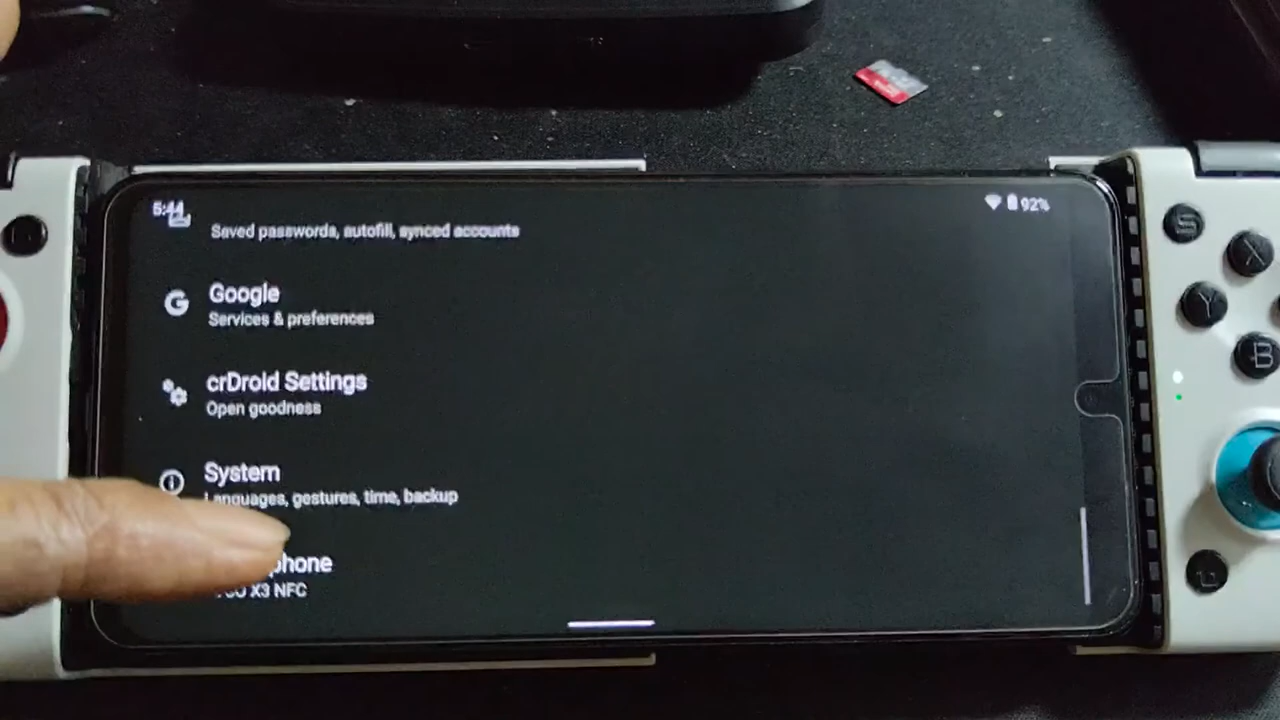 5:44
92%
Saved passwords, autofill, synced accounts
Google
Services & preferences
crDroid Settings
Open goodness
System
Languages, gestures, time, backup
phone
X3 NFC
S
X
Y
B